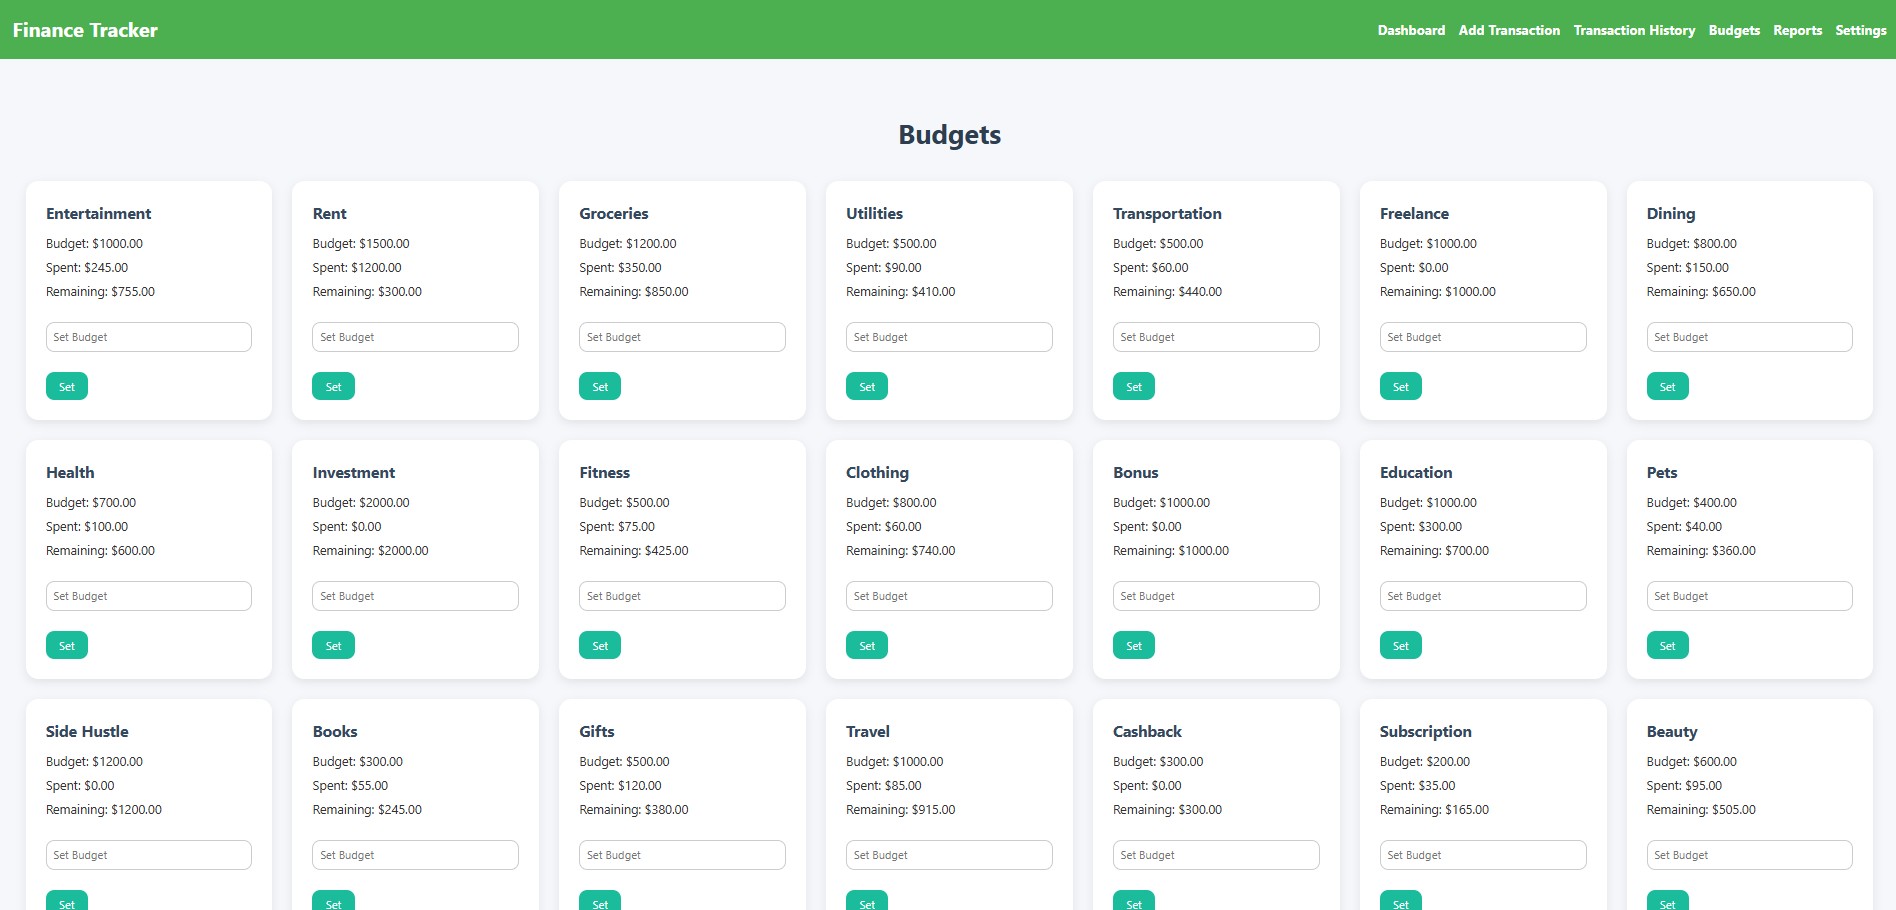 Finance Tracker
Dashboard Add Transaction Transaction History Budgets Reports Settings
Budgets
Entertainment
Budget: $1000.00
Spent: $245.00
Remaining: $755.00
Set Budget
Set
Rent
Budget: $1500.00
Spent: $1200.00
Remaining: $300.00
Set Budget
Set
Groceries
Budget: $1200.00
Spent: $350.00
Remaining: $850.00
Set Budget
Set
Utilities
Budget: $500.00
Spent: $90.00
Remaining: $410.00
Set Budget
Set
Transportation
Budget: $500.00
Spent: $60.00
Remaining: $440.00
Set Budget
Set
Freelance
Budget: $1000.00
Spent: $0.00
Remaining: $1000.00
Set Budget
Set
Dining
Budget: $800.00
Spent: $150.00
Remaining: $650.00
Set Budget
Set
Health
Budget: $700.00
Spent: $100.00
Remaining: $600.00
Set Budget
Set
Investment
Budget: $2000.00
Spent: $0.00
Remaining: $2000.00
Set Budget
Set
Fitness
Budget: $500.00
Spent: $75.00
Remaining: $425.00
Set Budget
Set
Clothing
Budget: $800.00
Spent: $60.00
Remaining: $740.00
Set Budget
Set
Bonus
Budget: $1000.00
Spent: $0.00
Remaining: $1000.00
Set Budget
Set
Education
Budget: $1000.00
Spent: $300.00
Remaining: $700.00
Set Budget
Set
Pets
Budget: $400.00
Spent: $40.00
Remaining: $360.00
Set Budget
Set
Side Hustle
Budget: $1200.00
Spent: $0.00
Remaining: $1200.00
Set Budget
Set
Books
Budget: $300.00
Spent: $55.00
Remaining: $245.00
Set Budget
Set
Gifts
Budget: $500.00
Spent: $120.00
Remaining: $380.00
Set Budget
Set
Travel
Budget: $1000.00
Spent: $85.00
Remaining: $915.00
Set Budget
Set
Cashback
Budget: $300.00
Spent: $0.00
Remaining: $300.00
Set Budget
Set
Subscription
Budget: $200.00
Spent: $35.00
Remaining: $165.00
Set Budget
Set
Beauty
Budget: $600.00
Spent: $95.00
Remaining: $505.00
Set Budget
Set